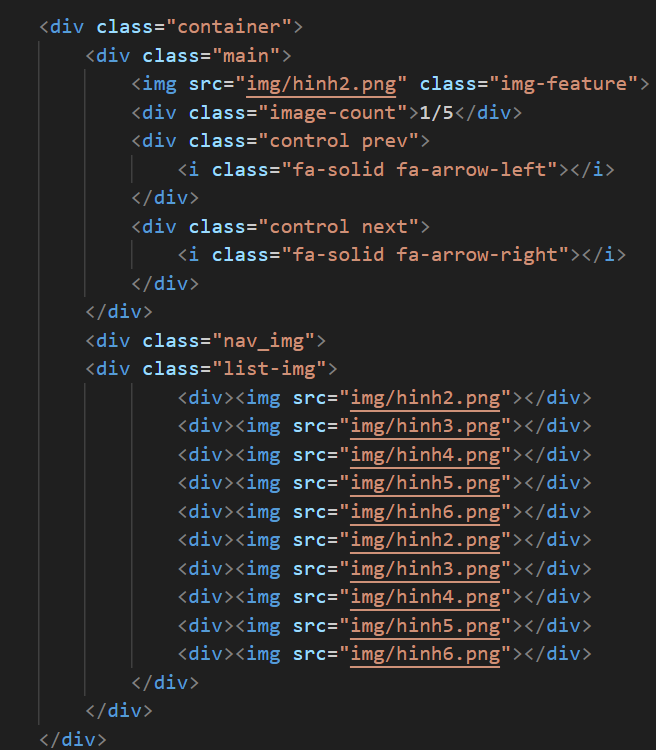 <div class="container">
<div class="main">
<img src="img/hinh2.png" class="img-feature">
<div class="image-count">1/5</div>
<div class="control prev">
<i class="fa-solid fa-arrow-left"></i>
</div>
<div class="control next">
<i class="fa-solid fa-arrow-right"></i>
</div>
</div>
<div class="nav_img">
<div class="list-img">
<div><img src="img/hinh2.png"></div>
<div><img src="img/hinh3.png"></div>
<div><img src="img/hinh4.png"></div>
<div><img src="img/hinh5.png"></div>
<div><img src="img/hinh6.png"></div>
<div><img src="img/hinh2.png"></div>
<div><img src="img/hinh3.png"></div>
<div><img src="img/hinh4.png"></div>
<div><img src="img/hinh5.png"></div>
<div><img src="img/hinh6.png"></div>
</div>
</div>
</div>